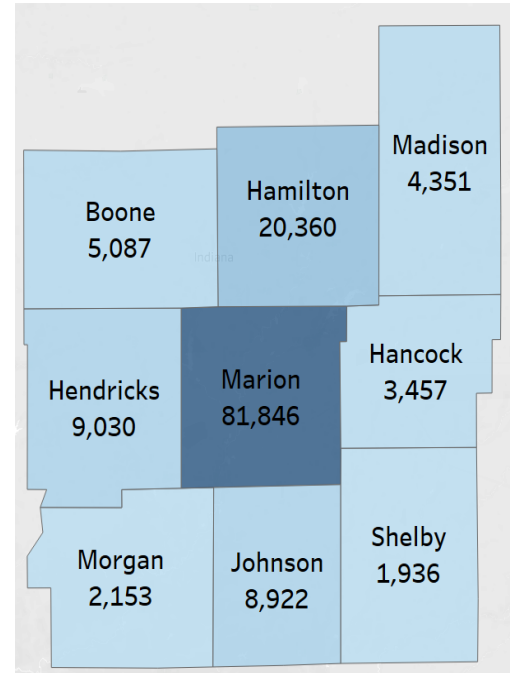 Madison
4,351
Hamilton
20,360
Boone
5,087
Indiana
Marion
81,846
Hancock
3,457
Hendricks
9,030
Shelby
1,936
Morgan
2,153
Johnson
8,922